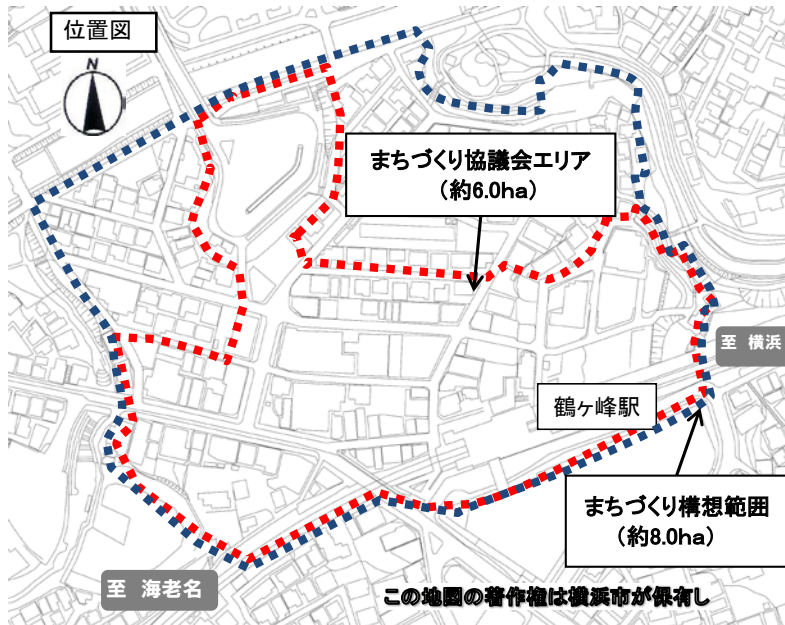 位置図
N
まちづくり協議会エリア
(約6.0ha)
至 横浜
鶴ヶ峰駅
まちづくり構想範囲
(約8.0ha)
至 海老名
この地図の著作権は横浜市が保有し